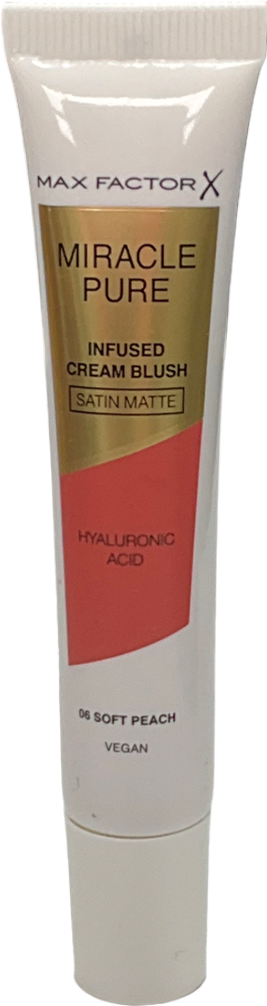 MAX FACTOR X
MIRACLE
PURE
INFUSED
CREAM BLUSH
SATIN MATTE
HYALURONIC
ACID
06 SOFT PEACH
VEGAN